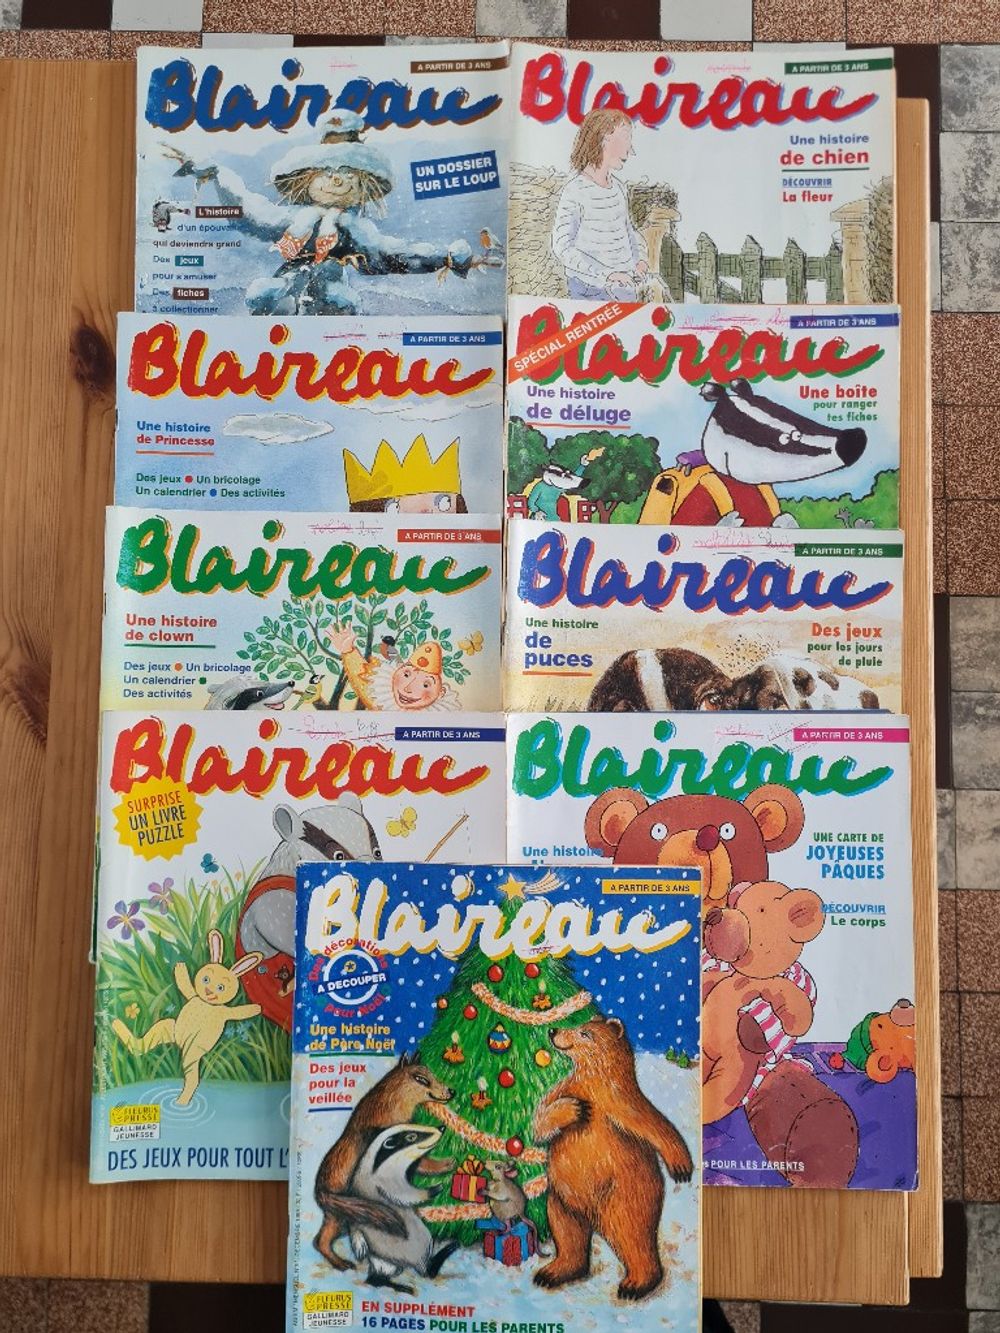 A PARTIR DE 3 ANS
Blaireau
UN DOSSIER
SUR LE LOUP
L'histoire
d'un
qui deviendra grand
Des jeux
pour s'amuser
Des fiches
à collectionner
A PARTIR DE 3 ANS
Blaireau
Une histoire
de chien
DÉCOUVRIR
La fleur
A PARTIR DE 3 ANS
Blaireau
Une histoire
de Princesse
Des jeux • Un bricolage
Un calendrier • Des activités
A PARTIR DE 3 ANS
Blaireau
SPÉCIAL RENTRÉE
Une histoire
de déluge
Une boîte
pour ranger
tes fiches
A PARTIR DE 3 ANS
Blaireau
Une histoire
de clown
Des jeux • Un bricolage
Un calendrier •
Des activités
A PARTIR DE 3 ANS
Blaireau
Une histoire
de
puces
Des jeux
pour les jours
de pluie
A PARTIR DE 3 ANS
Blaireau
SURPRISE
UN LIVRE
PUZZLE
FLEURUS
PRESSE
GALLIMARD
JEUNESSE
DES JEUX POUR TOUT L'
A PARTIR DE 3 ANS
Blaireau
Une histoire
UNE CARTE DE
JOYEUSES
PÂQUES
DÉCOUVRIR
Le corps
POUR LES PARENTS
A PARTIR DE 3 ANS
Blaireau
Des décorations
A DECOUPER
pour Noël
Une histoire
de Père Noël
Des jeux
pour la
veillée
FLEURUS
PRESSE
GALLIMARD
JEUNESSE
EN SUPPLÉMENT
16 PAGES POUR LES PARENTS